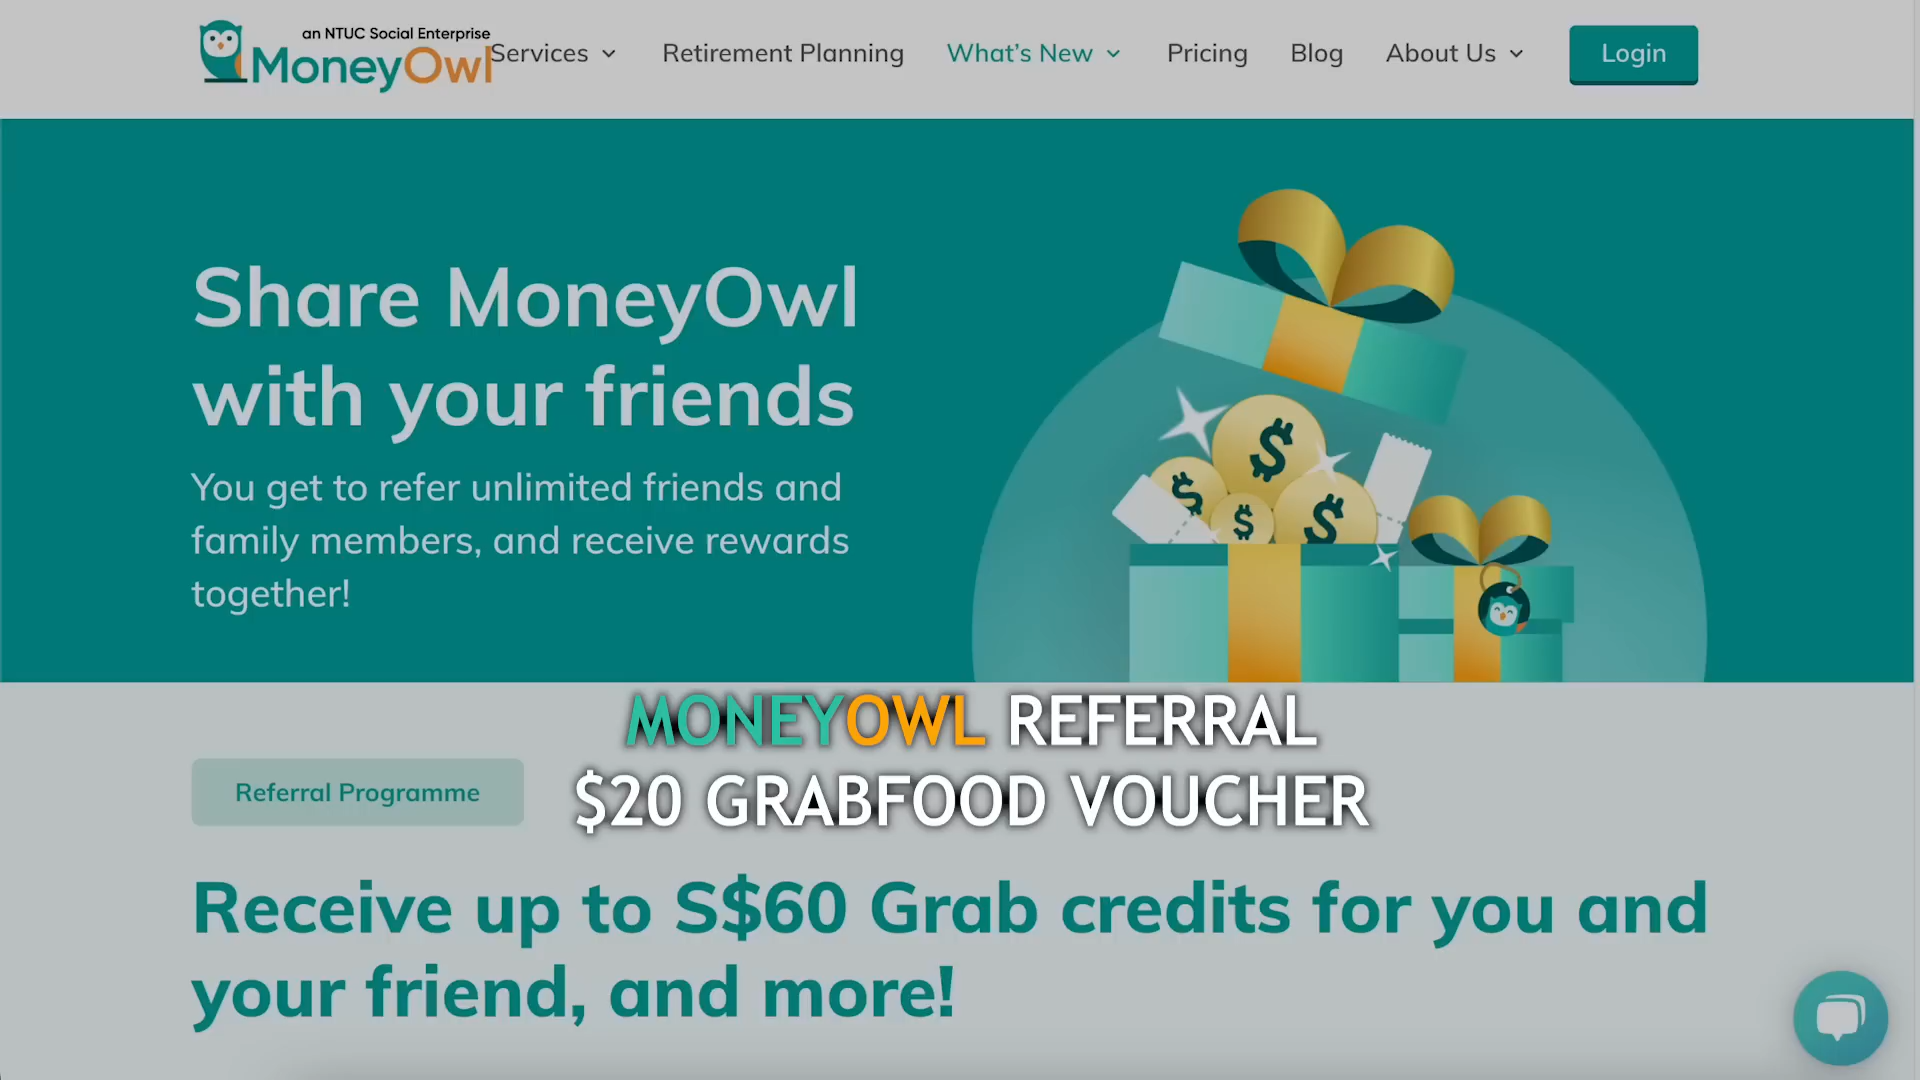 an NTUC Social Enterprise
MoneyOwl
Services
Retirement Planning
What's New
Pricing
Blog
About Us
Login
Share MoneyOwl
with your friends
You get to refer unlimited friends and
family members, and receive rewards
together!
$
$
$
$
MONEYOWL REFERRAL
$20 GRABFOOD VOUCHER
Referral Programme
Receive up to S$60 Grab credits for you and
your friend, and more!